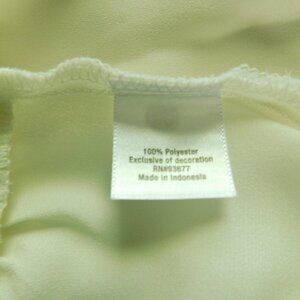 100% Polyester
Exclusive of decoration
RN#93677
Made in Indonesia